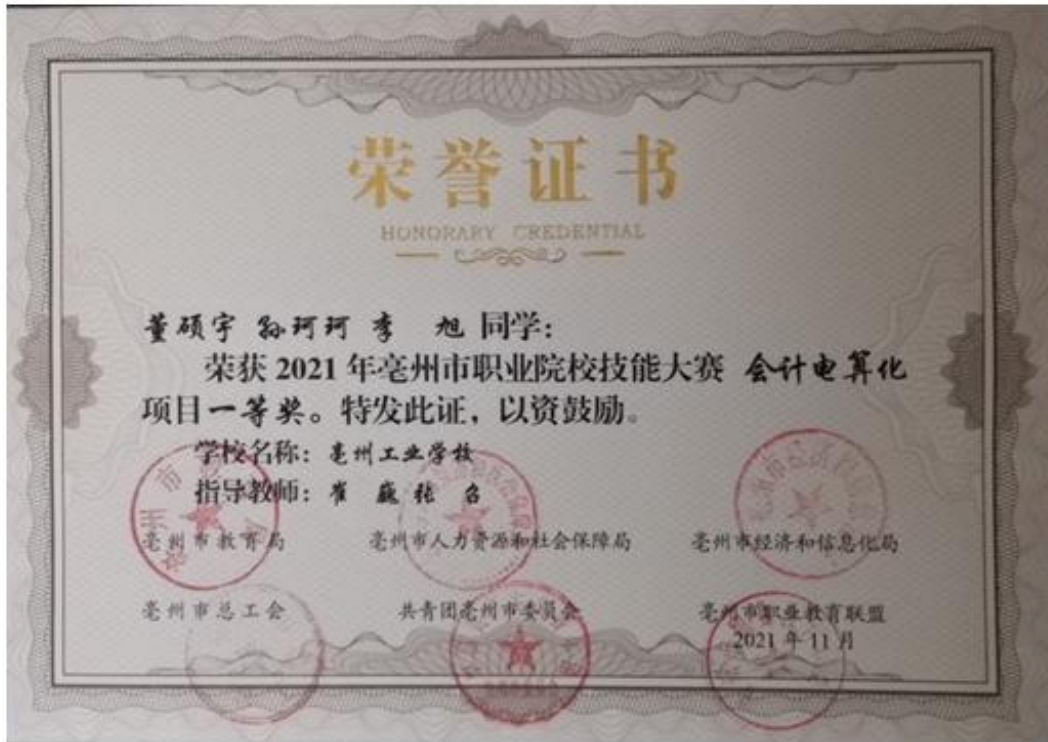 荣誉证书
HONORARY CREDENTIAL
董硕宇 孙珂珂 李 旭 同学：
荣获 2021 年亳州市职业院校技能大赛 会计电算化
项目一等奖。特发此证，以资鼓励。
学校名称：亳州工业学校
指导教师：崔 巍 张 召
亳州市教育局 亳州市人力资源和社会保障局 亳州市经济和信息化局
亳州市总工会 共青团亳州市委员会 亳州市职业教育联盟
2021 年 11 月